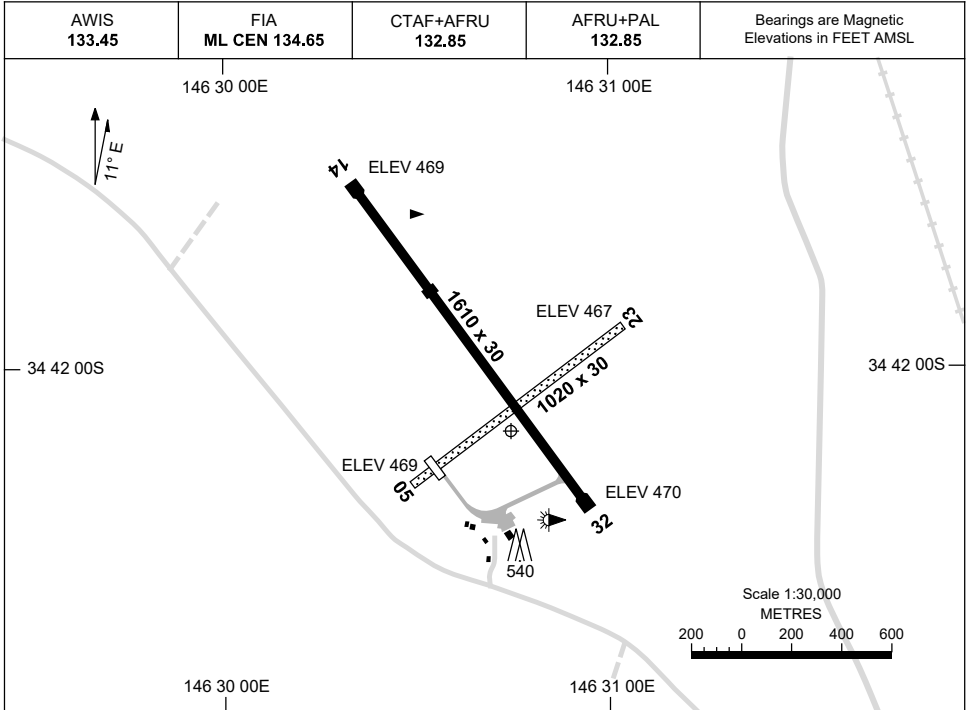 AWIS
133.45
FIA
ML CEN 134.65
CTAF+AFRU
132.85
AFRU+PAL
132.85
Bearings are Magnetic
Elevations in FEET AMSL
146 30 00E
146 31 00E
11° E
14
ELEV 469
1610 x 30
ELEV 467
23
34 42 00S
34 42 00S
1020 x 30
ELEV 469
05
ELEV 470
32
540
Scale 1:30,000
METRES
200 0 200 400 600
146 30 00E
146 31 00E